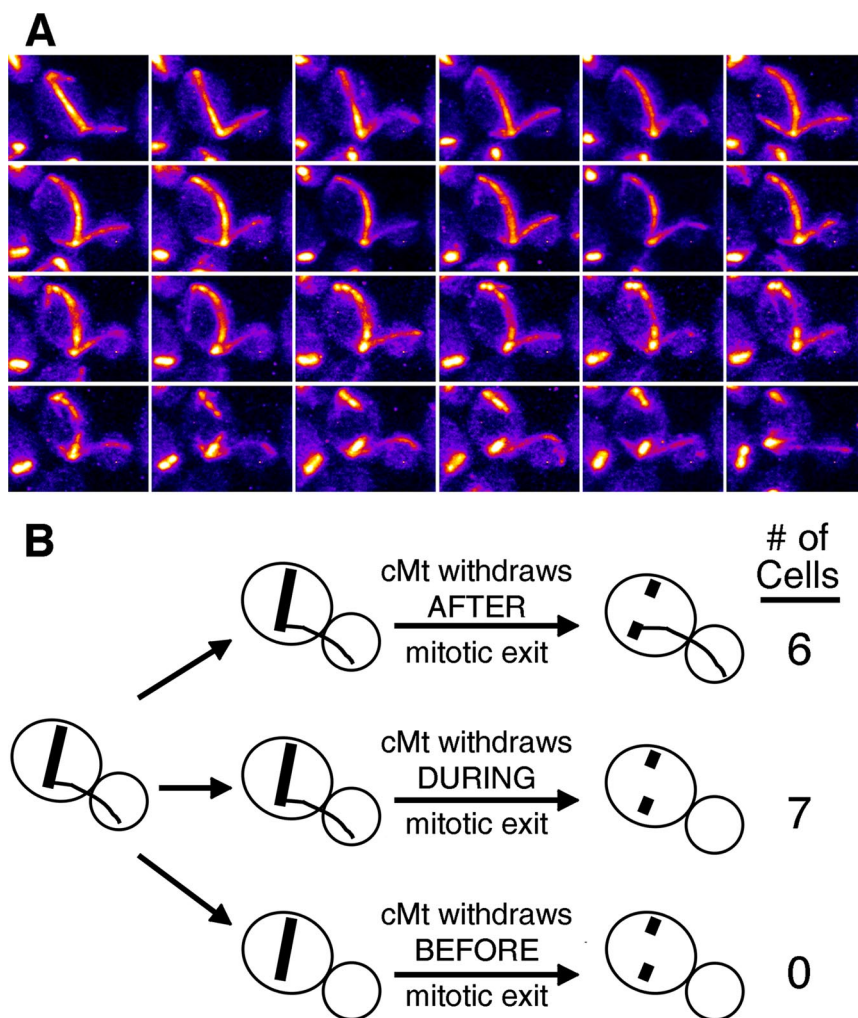 A
B
# of
Cells
cMt withdraws
AFTER
mitotic exit
6
cMt withdraws
DURING
mitotic exit
7
cMt withdraws
BEFORE
mitotic exit
0